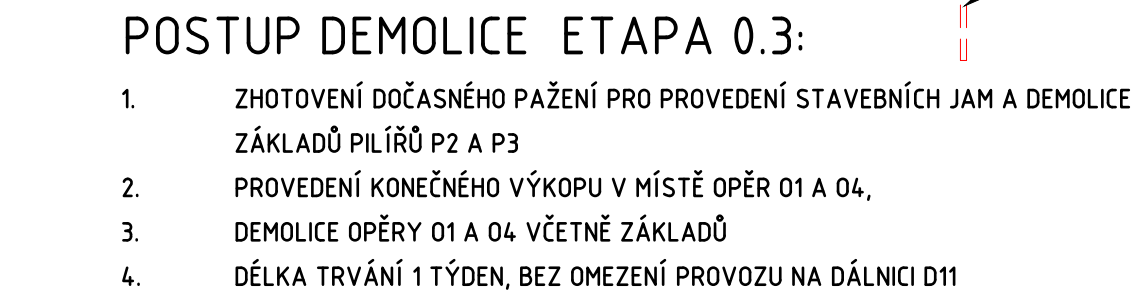 POSTUP DEMOLICE ETAPA 0.3:
1. ZHOTOVENÍ DOČASNÉHO PAŽENÍ PRO PROVEDENÍ STAVEBNÍCH JAM A DEMOLICE
ZÁKLADŮ PILÍŘŮ P2 A P3
2. PROVEDENÍ KONEČNÉHO VÝKOPU V MÍSTĚ OPĚR O1 A O4,
3. DEMOLICE OPĚRY O1 A O4 VČETNĚ ZÁKLADŮ
4. DÉLKA TRVÁNÍ 1 TÝDEN, BEZ OMEZENÍ PROVOZU NA DÁLNICI D11